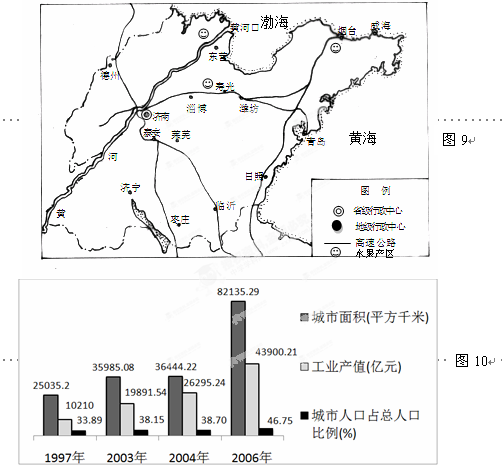 渤海
黄河口
烟台
威海
东营
德州
寿光
淄博
潍坊
济南
青岛
黄海
图 9
泰安
莱芜
河
日照
济宁
临沂
黄
枣庄
图 例
省级行政中心
地级行政中心
高速公路
水果产区
82135.29
城市面积(平方千米)
43900.21
工业产值(亿元)
35985.08
36444.22
图 10
25035.2
26295.24
19891.54
城市人口占总人口
比例(%)
10210
33.89
38.15
38.70
46.75
1997年
2003年
2004年
2006年